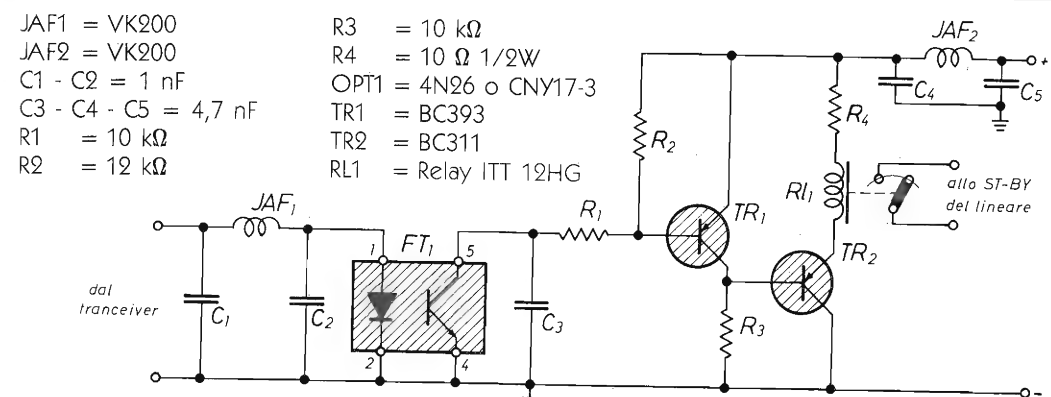 JAF1 = VK200
JAF2 = VK200
C1 - C2 = 1 nF
C3 - C4 - C5 = 4,7 nF
R1 = 10 kΩ
R2 = 12 kΩ
R3 = 10 kΩ
R4 = 10 Ω 1/2W
OPT1 = 4N26 o CNY17-3
TR1 = BC393
TR2 = BC311
RL1 = Relay ITT 12HG
JAF2
+
C4
C5
R4
R2
Rl1
allo ST-BY
del lineare
JAF1
R1
TR1
TR2
1
FT1
5
dal
tranceiver
C1
C2
C3
R3
2
4
-